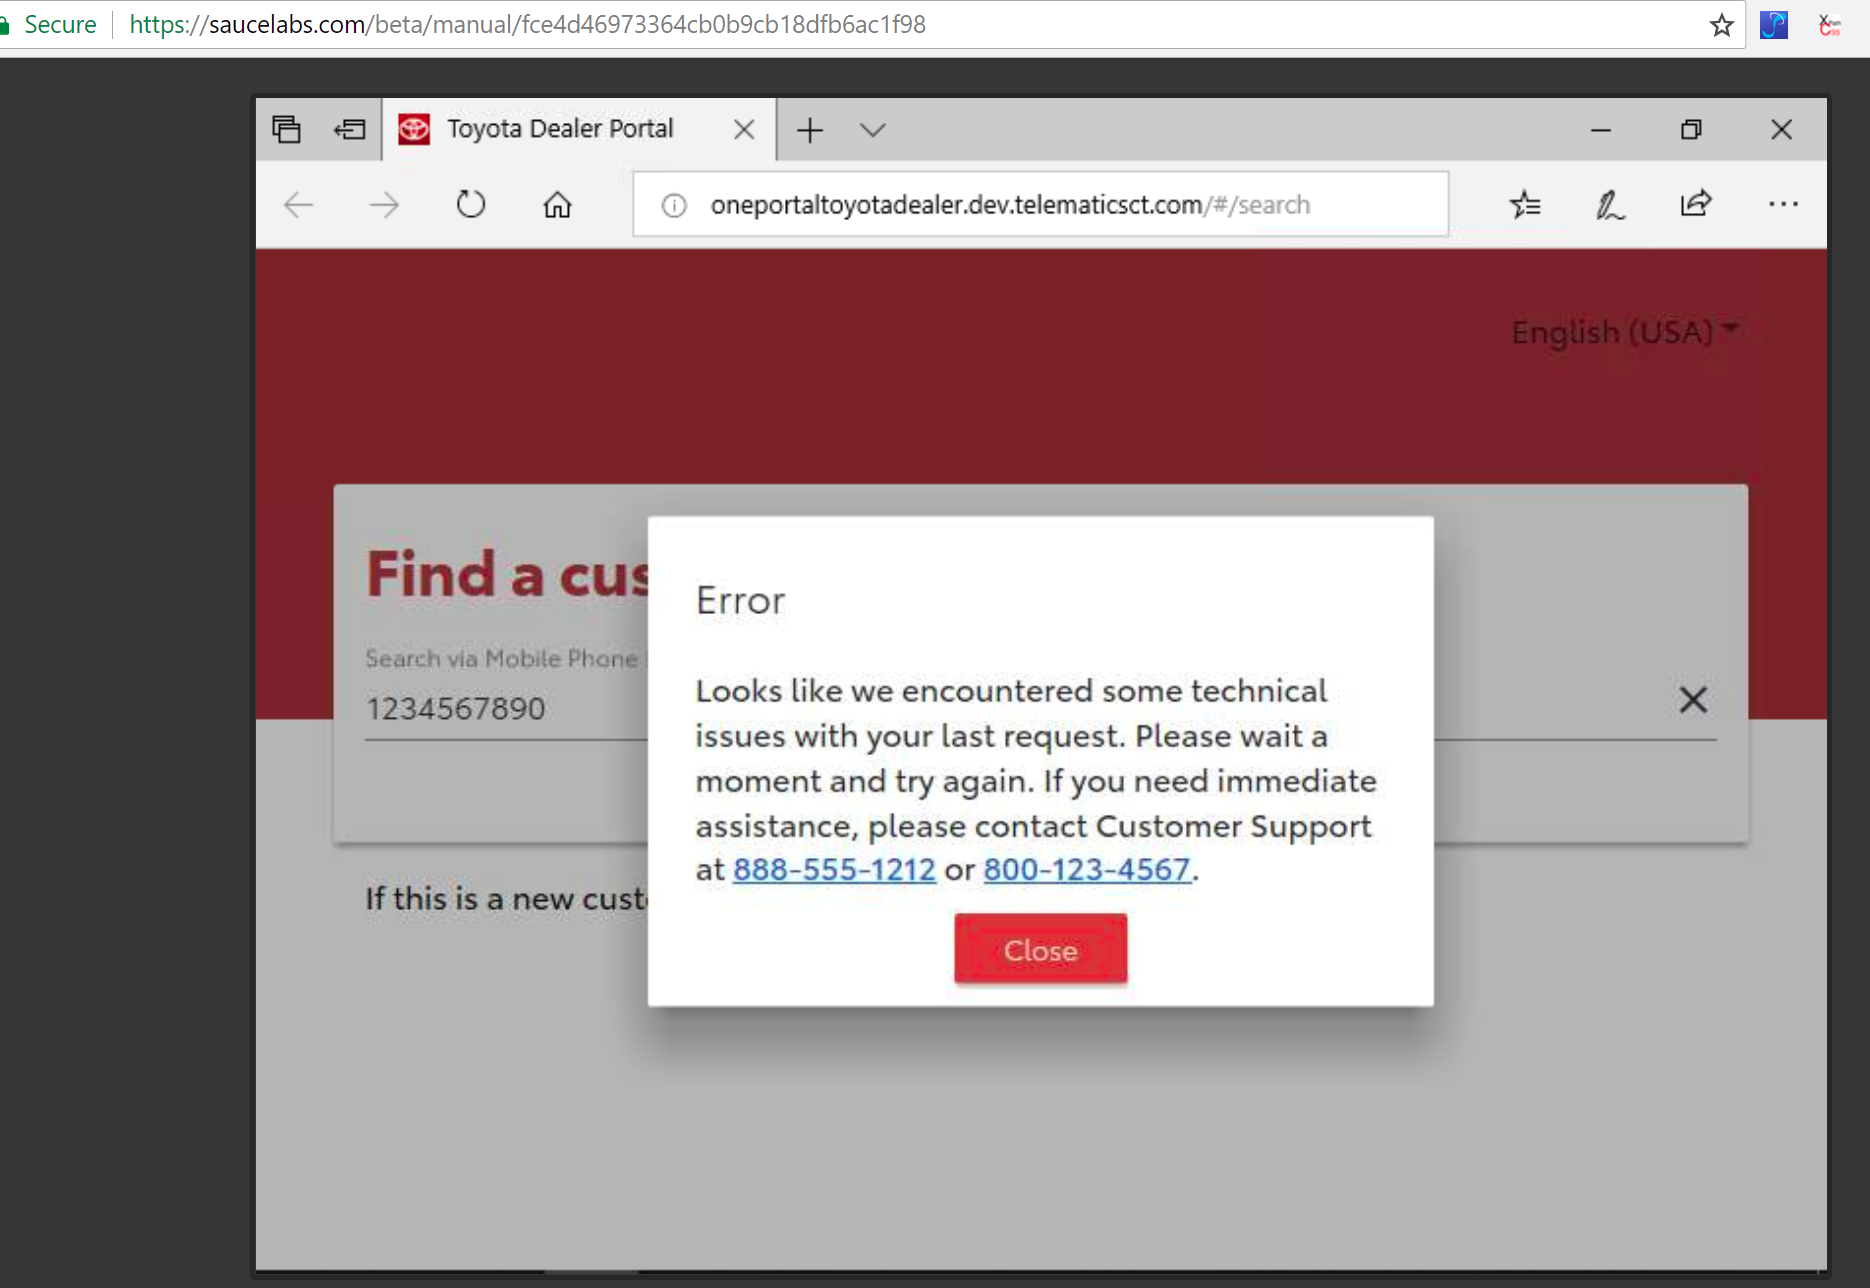 Secure https://saucelabs.com/beta/manual/fce4d46973364cb0b9cb18dfb6ac1f98
Toyota Dealer Portal
oneportaltoyotadealer.dev.telematicsct.com/#/search
English (USA)
Find a cus
Search via Mobile Phone
1234567890
If this is a new cust
Error
Looks like we encountered some technical
issues with your last request. Please wait a
moment and try again. If you need immediate
assistance, please contact Customer Support
at 888-555-1212 or 800-123-4567.
Close